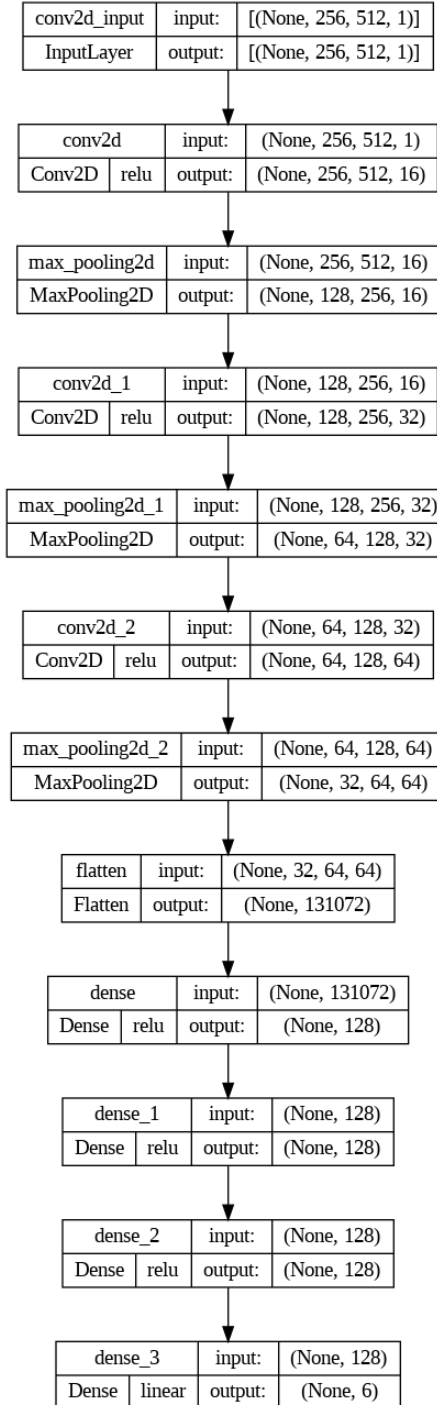 conv2d_input input: [(None, 256, 512, 1)]
InputLayer output: [(None, 256, 512, 1)]
conv2d input: (None, 256, 512, 1)
Conv2D relu output: (None, 256, 512, 16)
max_pooling2d input: (None, 256, 512, 16)
MaxPooling2D output: (None, 128, 256, 16)
conv2d_1 input: (None, 128, 256, 16)
Conv2D relu output: (None, 128, 256, 32)
max_pooling2d_1 input: (None, 128, 256, 32)
MaxPooling2D output: (None, 64, 128, 32)
conv2d_2 input: (None, 64, 128, 32)
Conv2D relu output: (None, 64, 128, 64)
max_pooling2d_2 input: (None, 64, 128, 64)
MaxPooling2D output: (None, 32, 64, 64)
flatten input: (None, 32, 64, 64)
Flatten output: (None, 131072)
dense input: (None, 131072)
Dense relu output: (None, 128)
dense_1 input: (None, 128)
Dense relu output: (None, 128)
dense_2 input: (None, 128)
Dense relu output: (None, 128)
dense_3 input: (None, 128)
Dense linear output: (None, 6)